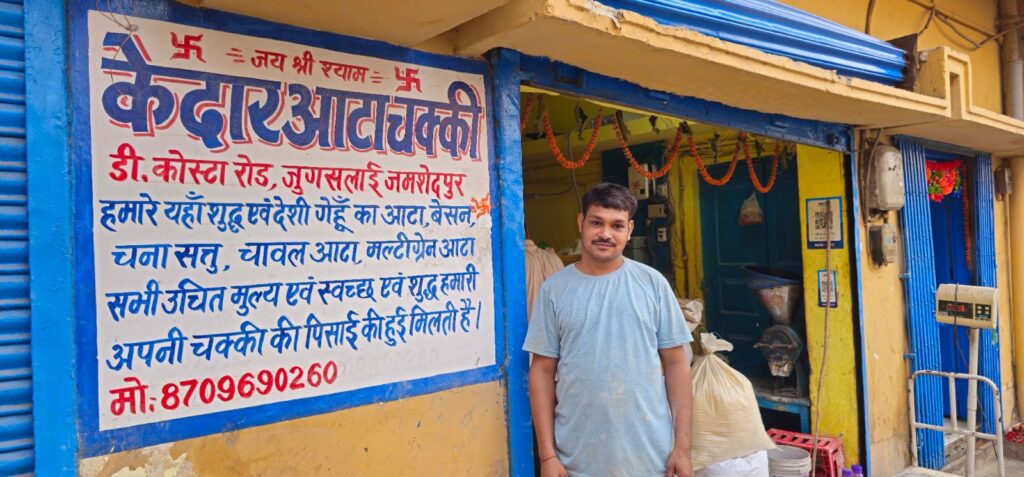 卐 = जय श्री श्याम = 卐
केदार आटा चक्की
डी. कोस्टा रोड, जुगसलाई जमशेदपुर
हमारे यहाँ शुद्ध एवं देशी गेहूँ का आटा, बेसन,
चना सत्तु, चावल आटा, मल्टीग्रेन आटा
सभी उचित मुल्य एवं स्वच्छ एवं शुद्ध हमारी
अपनी चक्की की पिसाई की हुई मिलती है।
मो: 8709690260